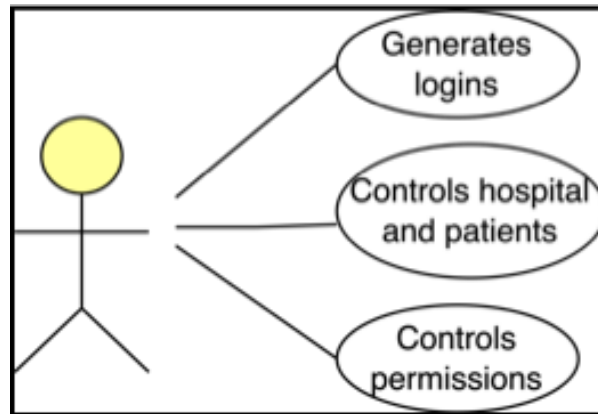 Generates
logins
Controls hospital
and patients
Controls
permissions